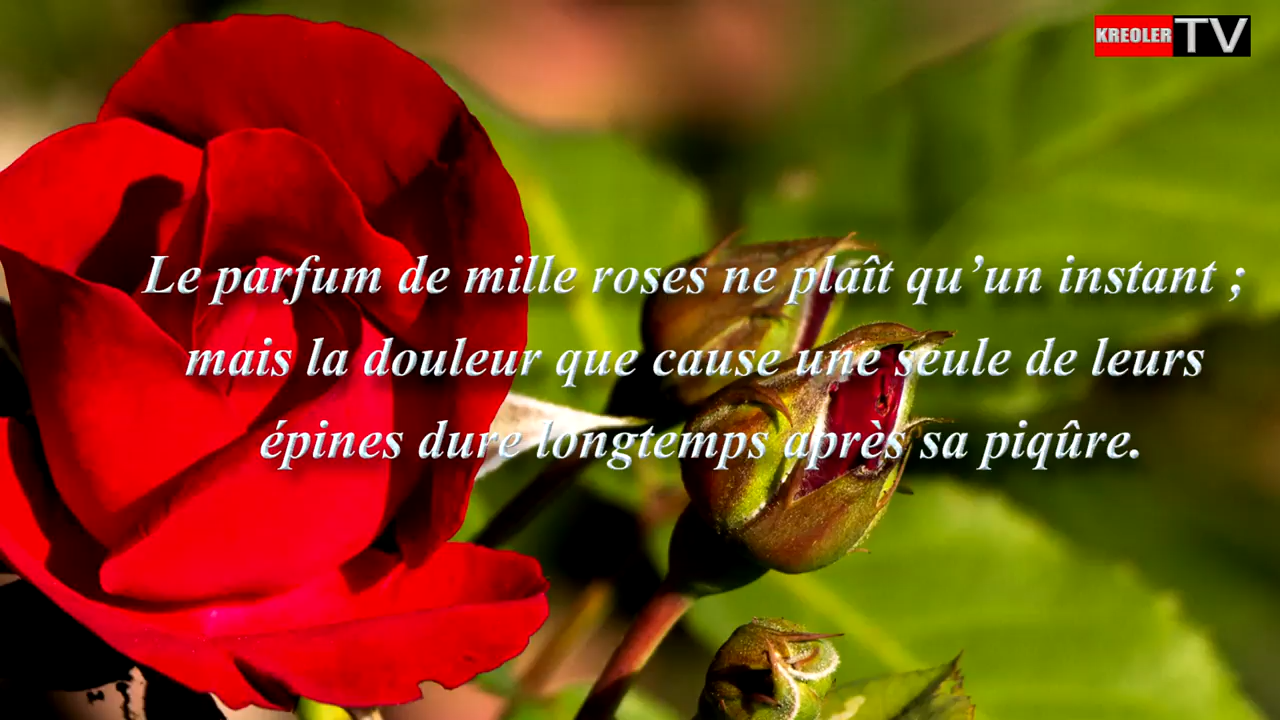 KREOLER TV
Le parfum de mille roses ne plaît qu’un instant ;
mais la douleur que cause une seule de leurs
épines dure longtemps après sa piqûre.